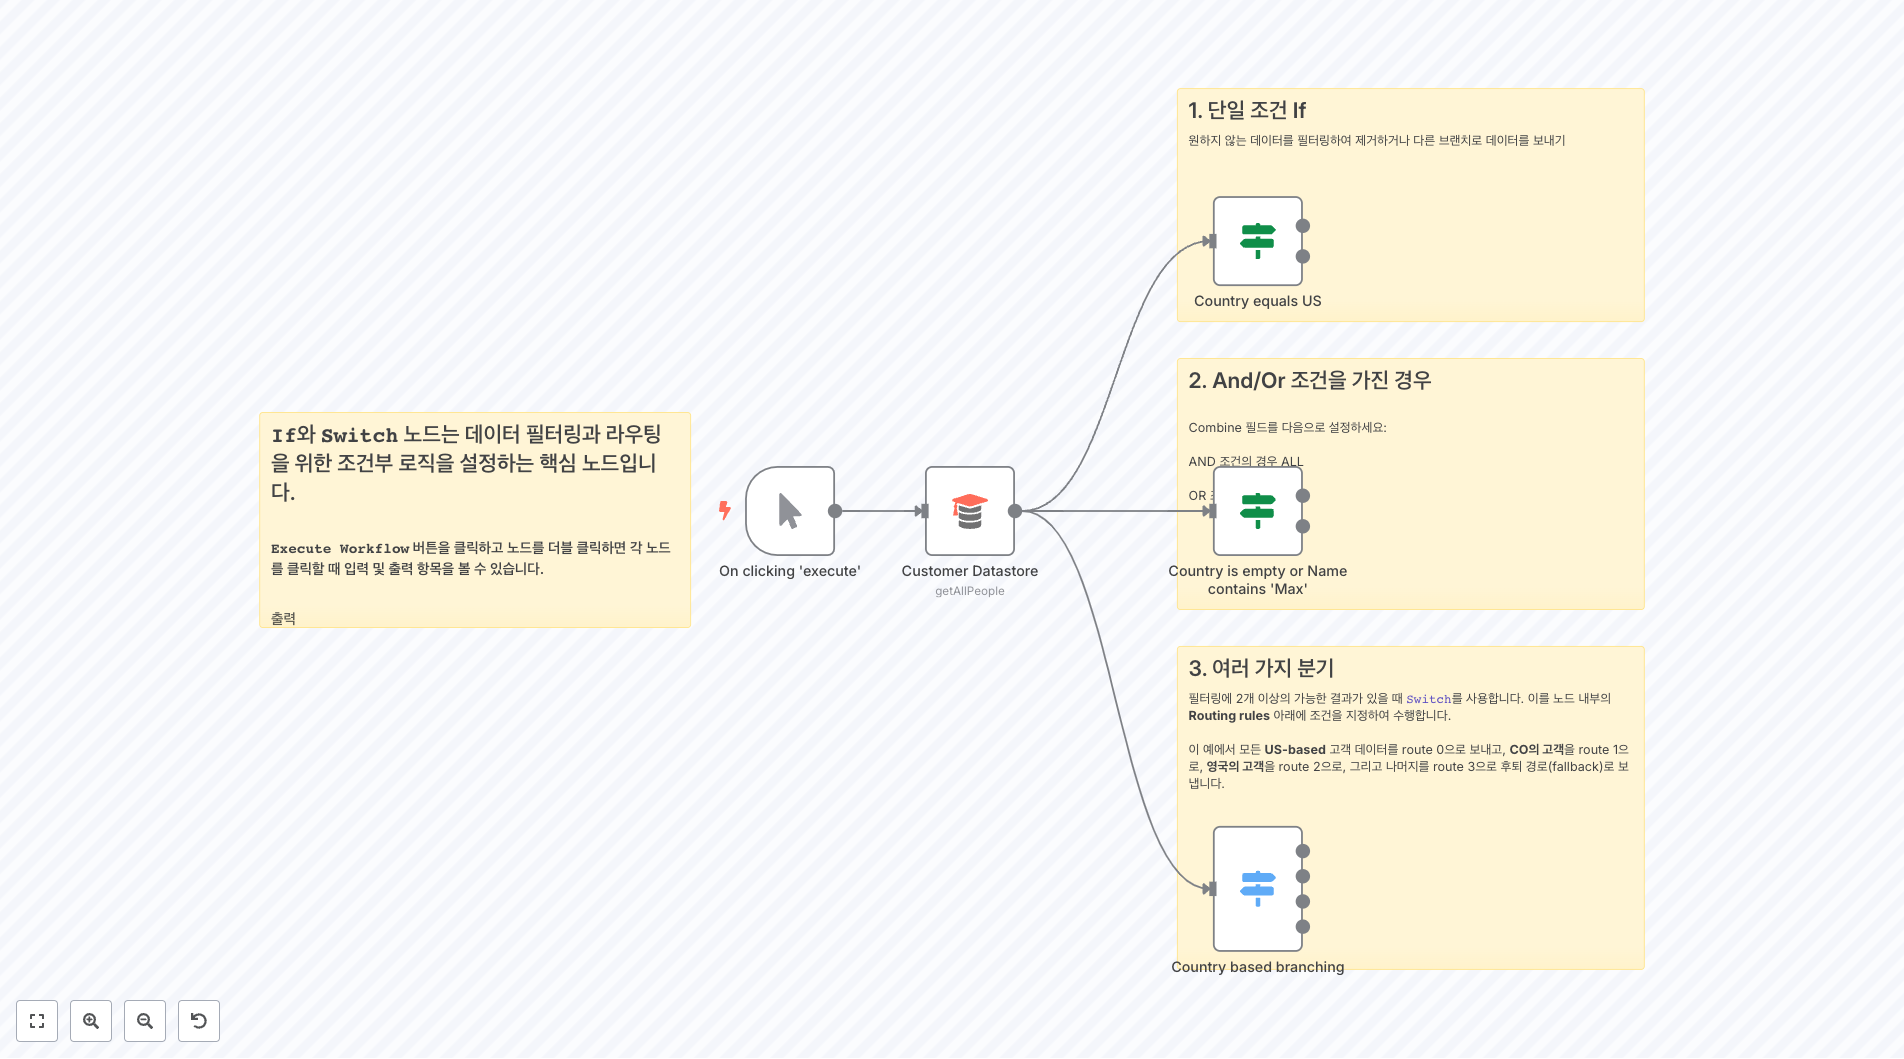 1. 단일 조건 If
원하지 않는 데이터를 필터링하여 제거하거나 다른 브랜치로 데이터를 보내기
Country equals US
2. And/Or 조건을 가진 경우
Combine 필드를 다음으로 설정하세요:
AND 조건의 경우 ALL
OR
Country is empty or Name
contains 'Max'
If와 Switch 노드는 데이터 필터링과 라우팅
을 위한 조건부 로직을 설정하는 핵심 노드입니
다.
Execute Workflow 버튼을 클릭하고 노드를 더블 클릭하면 각 노드
를 클릭할 때 입력 및 출력 항목을 볼 수 있습니다.
출력
On clicking 'execute'
Customer Datastore
getAllPeople
3. 여러 가지 분기
필터링에 2개 이상의 가능한 결과가 있을 때 Switch를 사용합니다. 이를 노드 내부의
Routing rules 아래에 조건을 지정하여 수행합니다.
이 예에서 모든 US-based 고객 데이터를 route 0으로 보내고, CO의 고객을 route 1으
로, 영국의 고객을 route 2으로, 그리고 나머지를 route 3으로 후퇴 경로(fallback)로 보
냅니다.
Country based branching